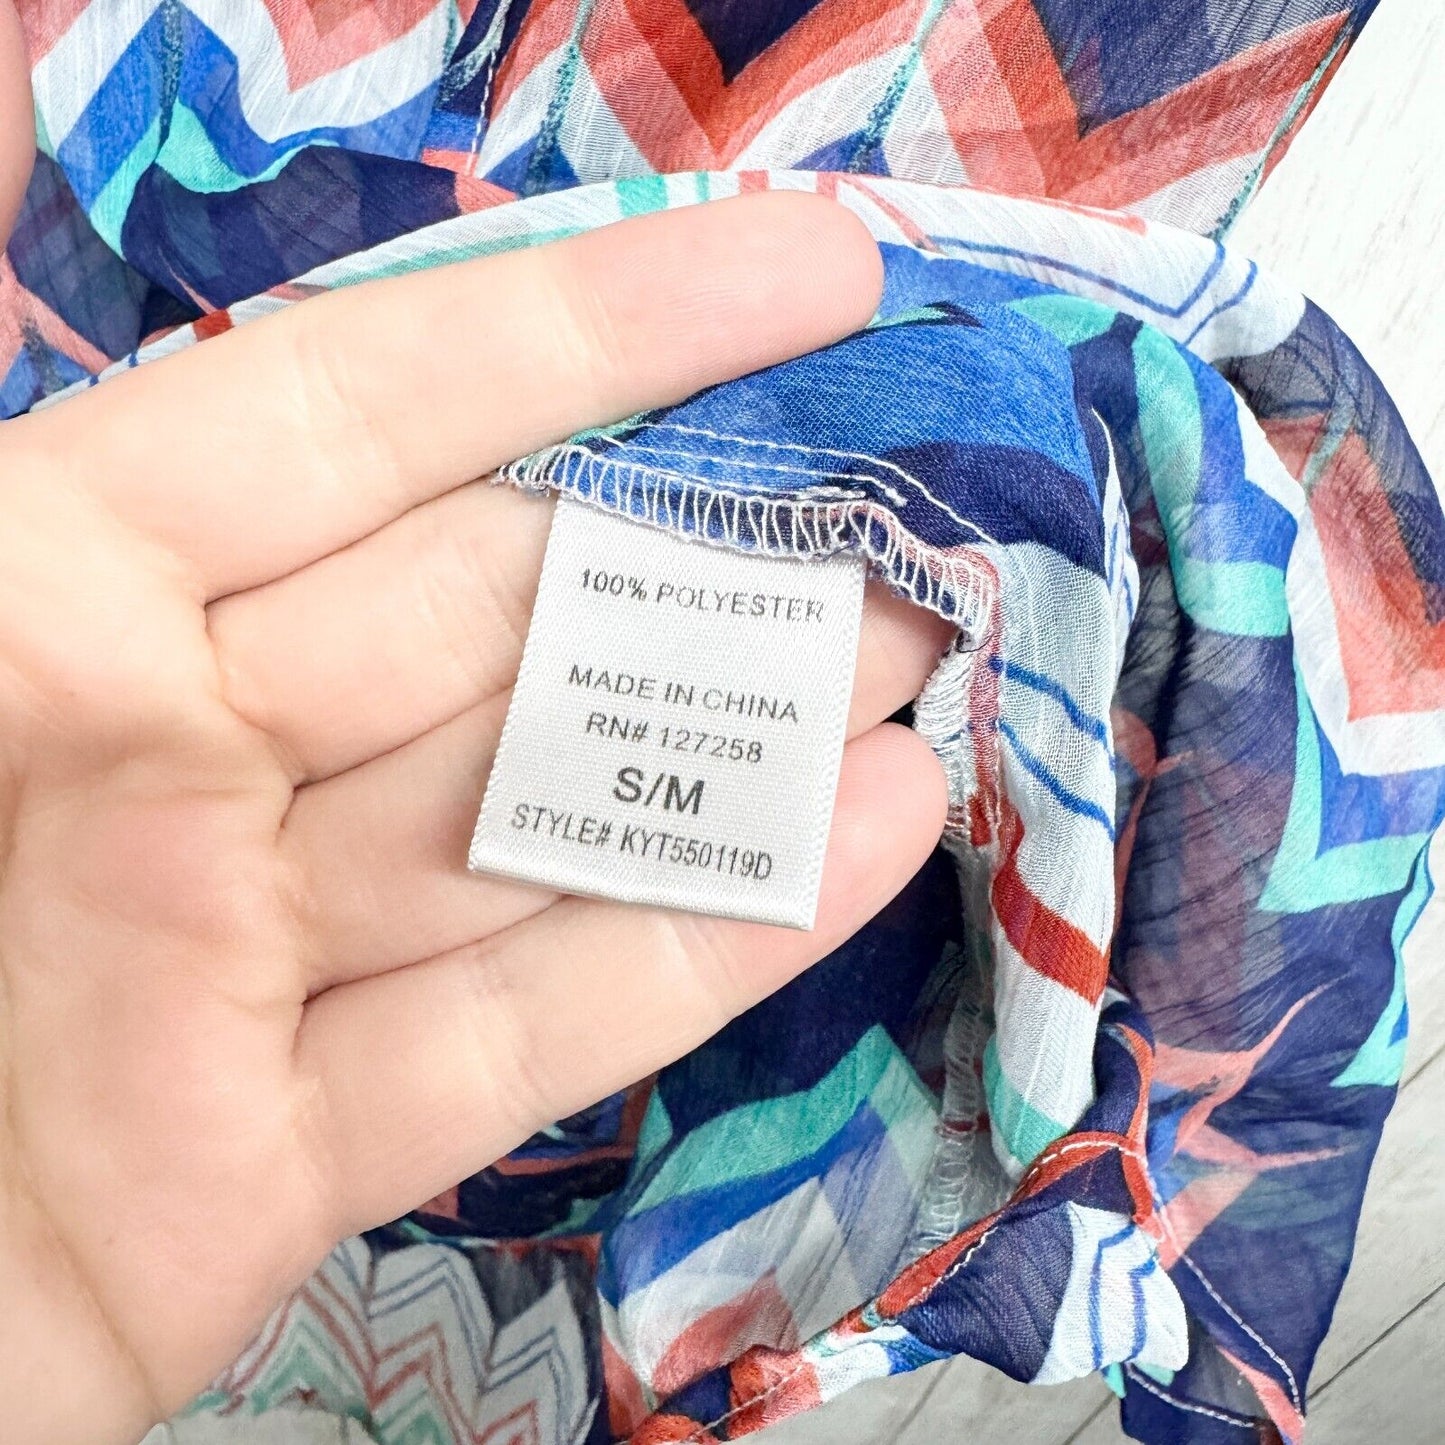 100% POLYESTER
MADE IN CHINA
RN# 127258
S/M
STYLE# KYT550119D